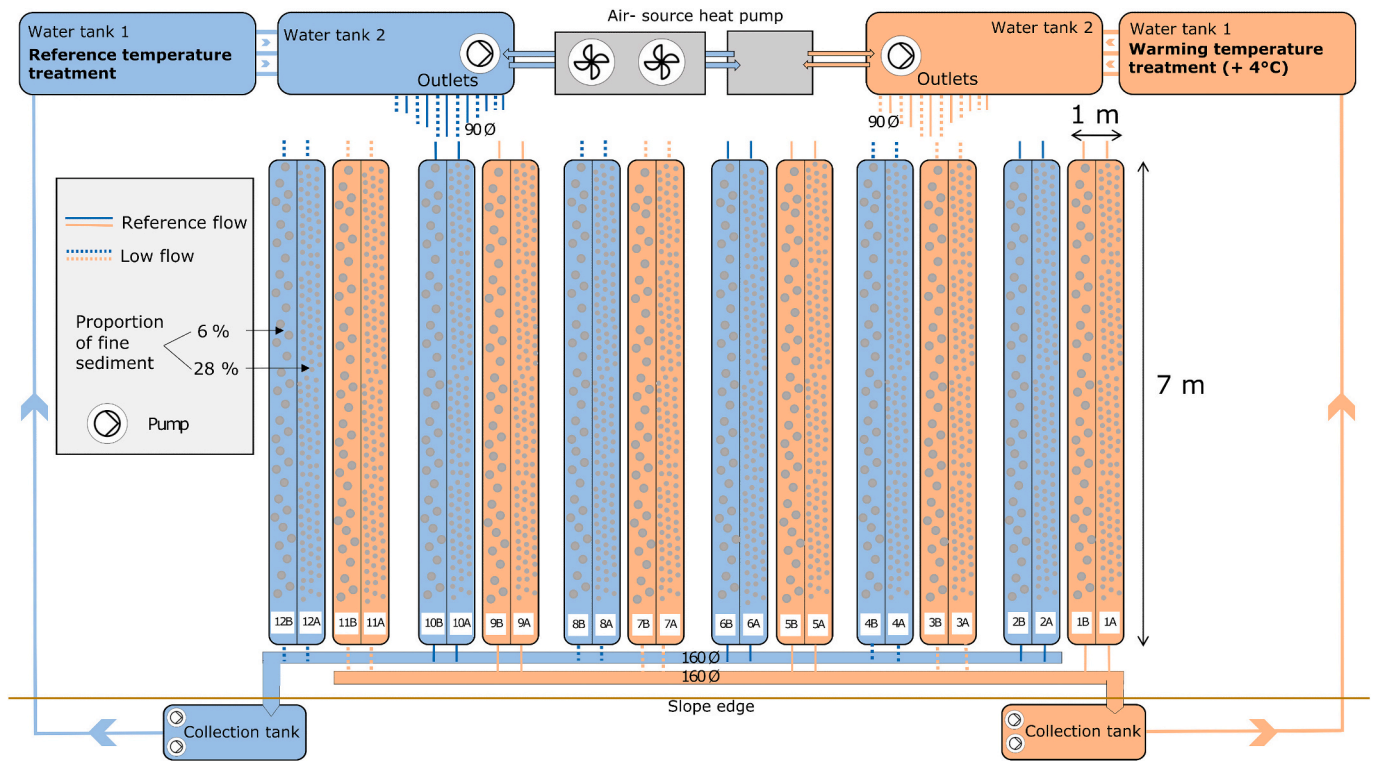 Water tank 1
Reference temperature
treatment
Water tank 2
Outlets
90 Ø
Air- source heat pump
Water tank 2
Outlets
90 Ø
Water tank 1
Warming temperature
treatment (+ 4°C)
1 m
7 m
Reference flow
Low flow
Proportion
of fine
sediment
6 %
28 %
Pump
12B 12A 11B 11A 10B 10A 9B 9A 8B 8A 7B 7A 6B 6A 5B 5A 4B 4A 3B 3A 2B 2A 1B 1A
160 Ø
160 Ø
Slope edge
Collection tank
Collection tank